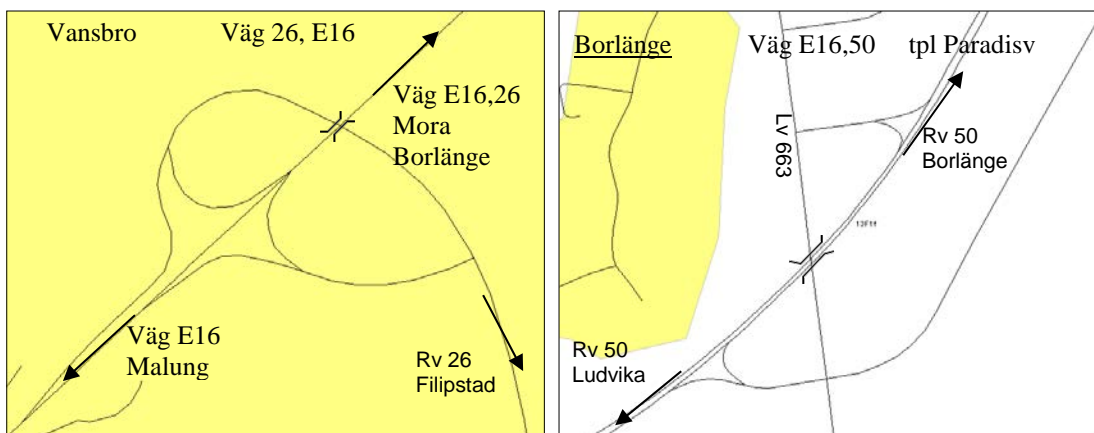 Vansbro Väg 26, E16
Väg E16,26
Mora
Borlänge
Väg E16
Malung
Rv 26
Filipstad
Borlänge Väg E16,50 tpl Paradisv
Lv 663
Rv 50
Borlänge
Rv 50
Ludvika